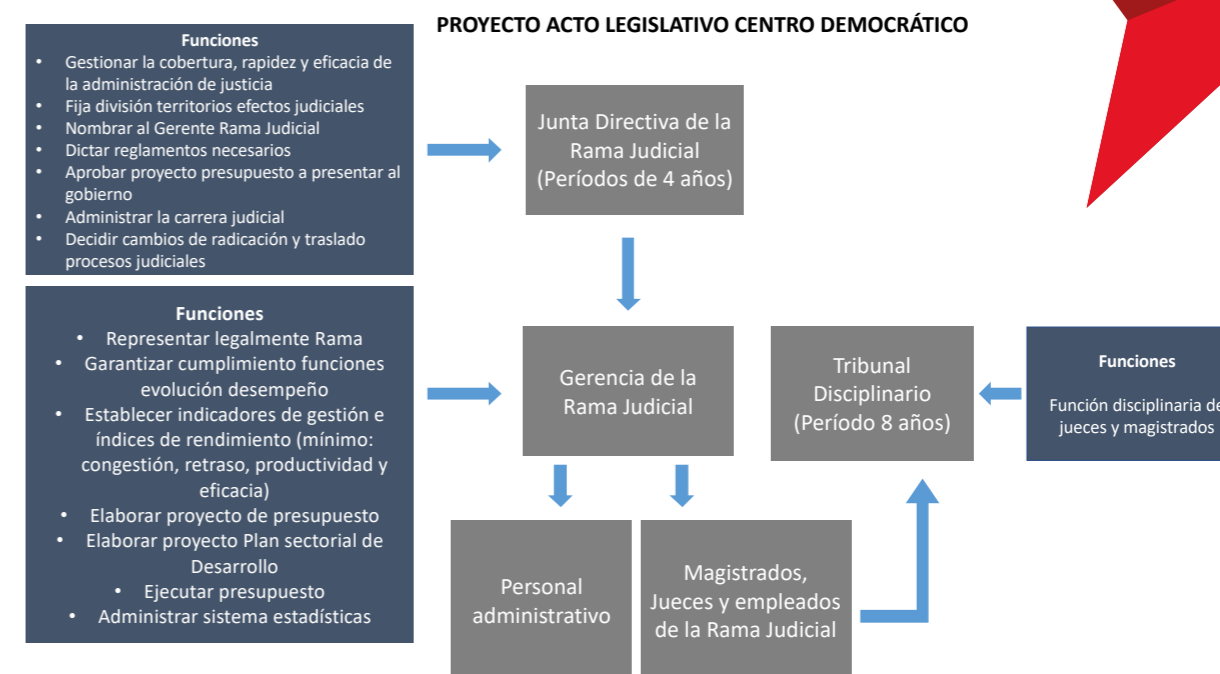 PROYECTO ACTO LEGISLATIVO CENTRO DEMOCRÁTICO
Funciones
• Gestionar la cobertura, rapidez y eficacia de
la administración de justicia
• Fija división territorios efectos judiciales
• Nombrar al Gerente Rama Judicial
• Dictar reglamentos necesarios
• Aprobar proyecto presupuesto a presentar al
gobierno
• Administrar la carrera judicial
• Decidir cambios de radicación y traslado
procesos judiciales
Junta Directiva de la
Rama Judicial
(Períodos de 4 años)
Funciones
• Representar legalmente Rama
• Garantizar cumplimiento funciones
evolución desempeño
• Establecer indicadores de gestión e
índices de rendimiento (mínimo:
congestión, retraso, productividad y
eficacia)
• Elaborar proyecto de presupuesto
• Elaborar proyecto Plan sectorial de
Desarrollo
• Ejecutar presupuesto
• Administrar sistema estadísticas
Gerencia de la
Rama Judicial
Tribunal
Disciplinario
(Período 8 años)
Funciones
Función disciplinaria de
jueces y magistrados
Personal
administrativo
Magistrados,
Jueces y empleados
de la Rama Judicial